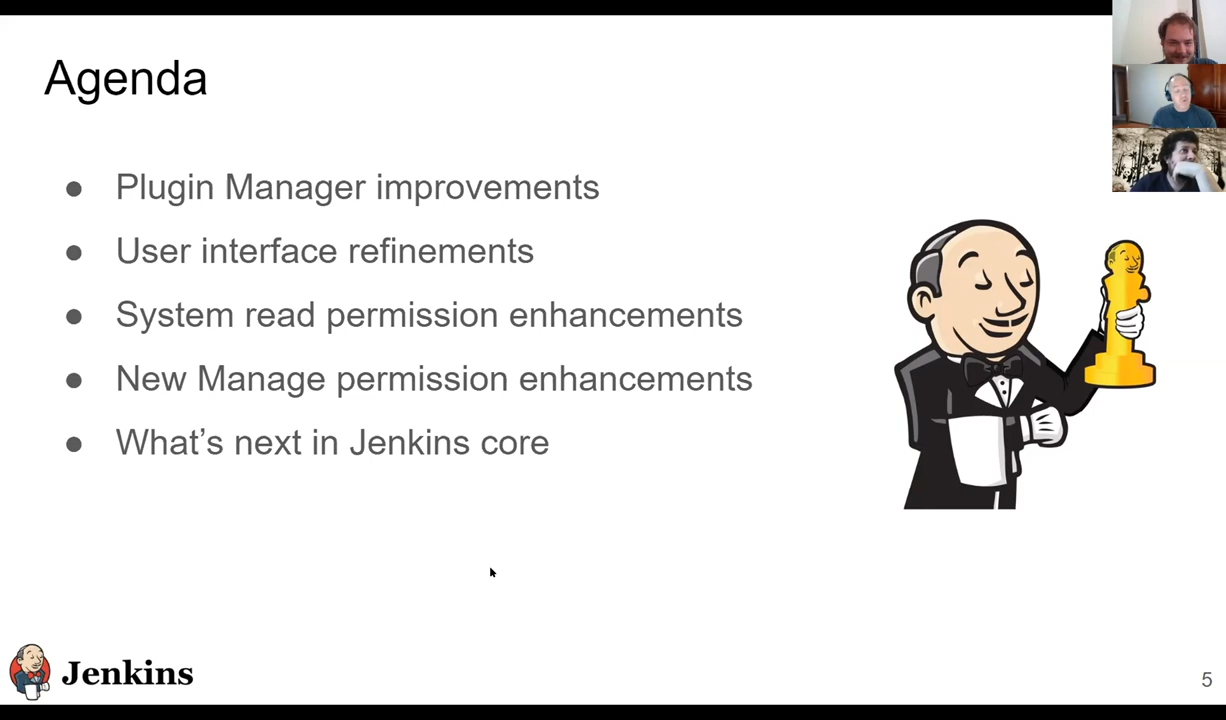 Agenda
● Plugin Manager improvements
● User interface refinements
● System read permission enhancements
● New Manage permission enhancements
● What’s next in Jenkins core
Jenkins
5